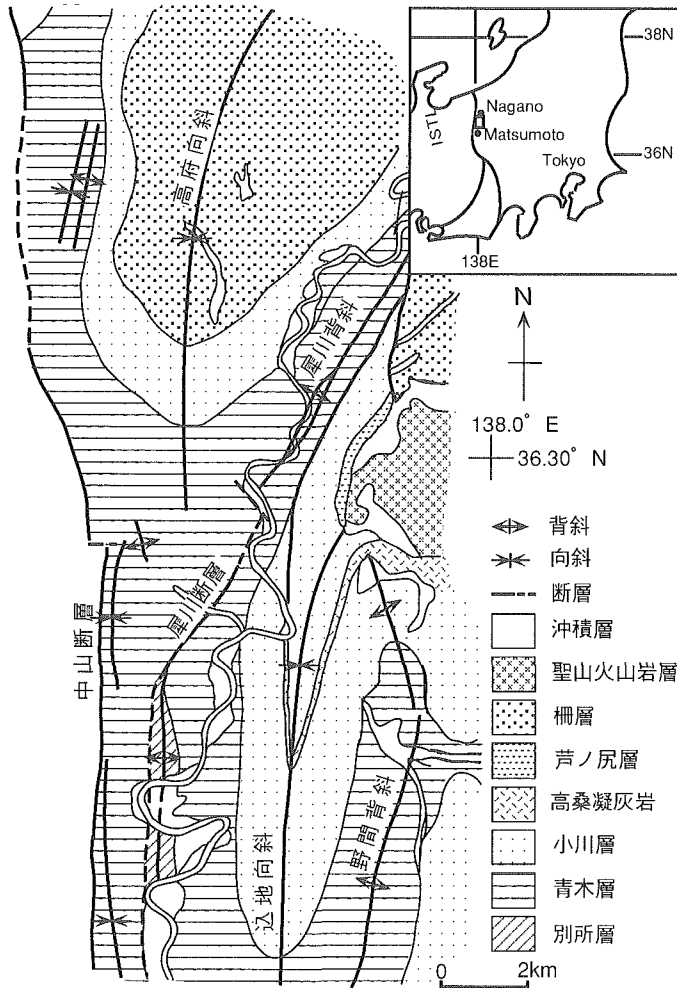 38N
Nagano
Matsumoto
ISTL
36N
Tokyo
138E
高府向斜
犀川背斜
N
138.0° E
36.30° N
犀川断層
中山断層
込地向斜
野間背斜
背斜
向斜
断層
沖積層
聖山火山岩層
柵層
芦ノ尻層
高桑凝灰岩
小川層
青木層
別所層
0 2km